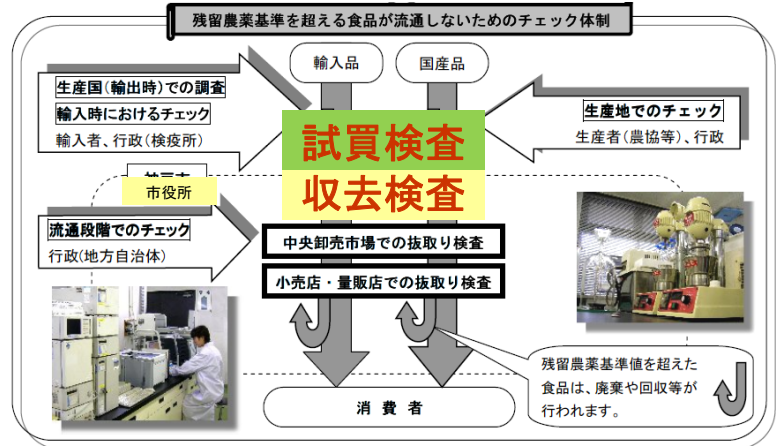 残留農薬基準を超える食品が流通しないためのチェック体制
輸入品
国産品
生産国(輸出時)での調査
輸入時におけるチェック
輸入者、行政(検疫所)
試買検査
収去検査
生産地でのチェック
生産者(農協等)、行政
市役所
流通段階でのチェック
行政(地方自治体)
中央卸売市場での抜取り検査
小売店・量販店での抜取り検査
残留農薬基準値を超えた
食品は、廃棄や回収等が
行われます。
消費者